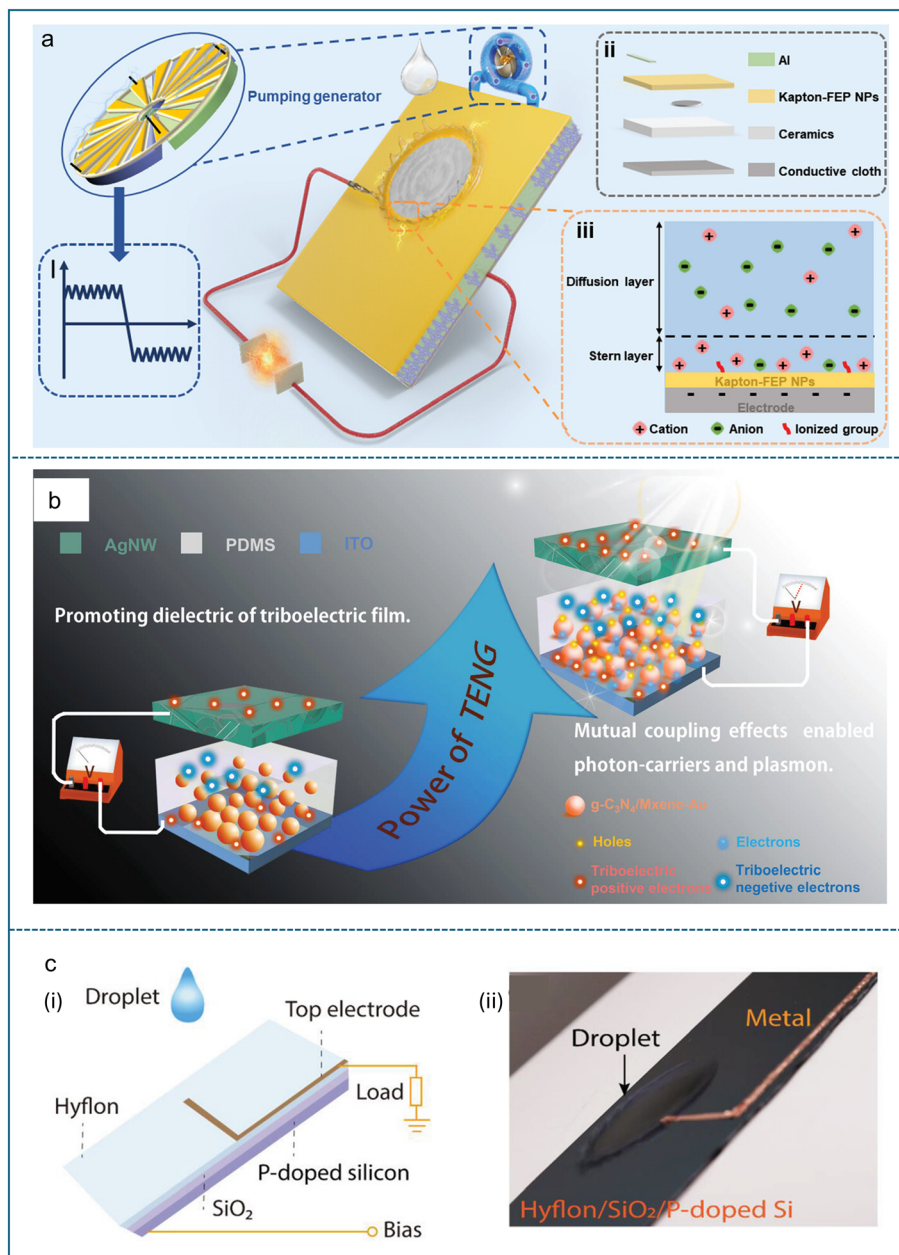 a
Pumping generator
I
ii
Al
Kapton-FEP NPs
Ceramics
Conductive cloth
iii
Diffusion layer
Stern layer
Kapton-FEP NPs
Electrode
Cation
Anion
Ionized group
b
AgNW
PDMS
ITO
Promoting dielectric of triboelectric film.
V
Power of TENG
V
Mutual coupling effects enabled
photon-carriers and plasmon.
g-C₃N₄/Mxene-Au
Holes
Electrons
Triboelectric
positive electrons
Triboelectric
negetive electrons
c
(i)
Droplet
Top electrode
Load
Hyflon
P-doped silicon
SiO₂
Bias
(ii)
Droplet
Metal
Hyflon/SiO₂/P-doped Si